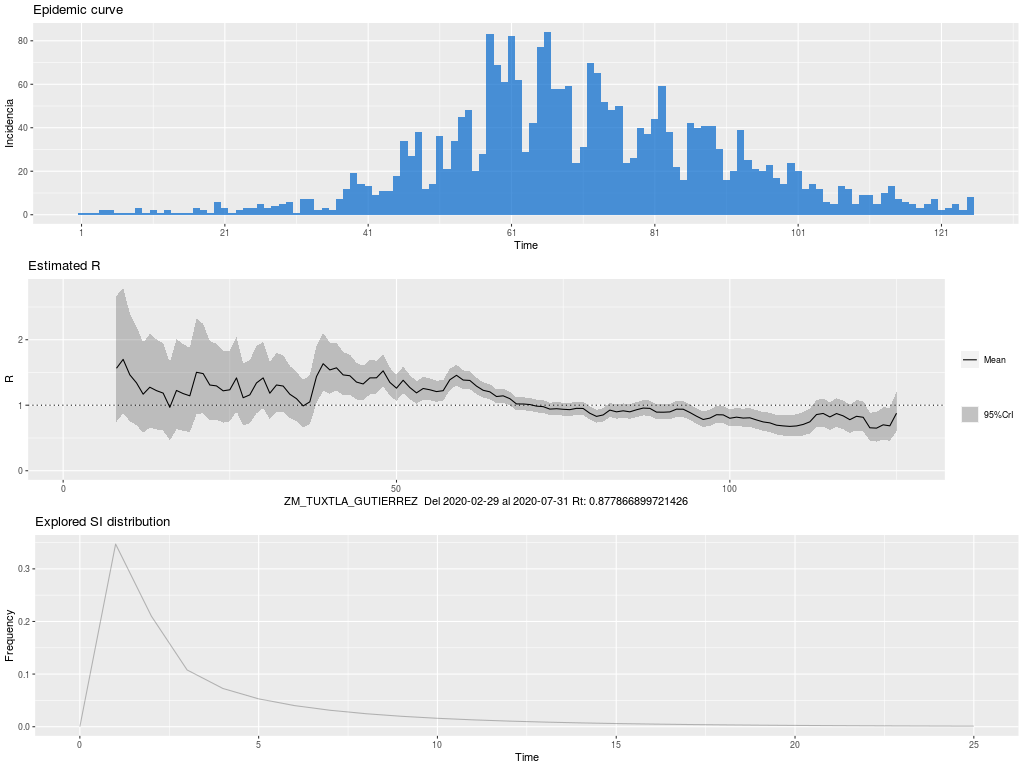 Epidemic curve
80
60
40
20
0
Incidencia
1 21 41 61 81 101 121
Time
Estimated R
2
1
0
R
0 50 100
ZM_TUXTLA_GUTIERREZ Del 2020-02-29 al 2020-07-31 Rt: 0.877866899721426
Mean
95%CrI
Explored SI distribution
0.3
0.2
0.1
0.0
Frequency
0 5 10 15 20 25
Time